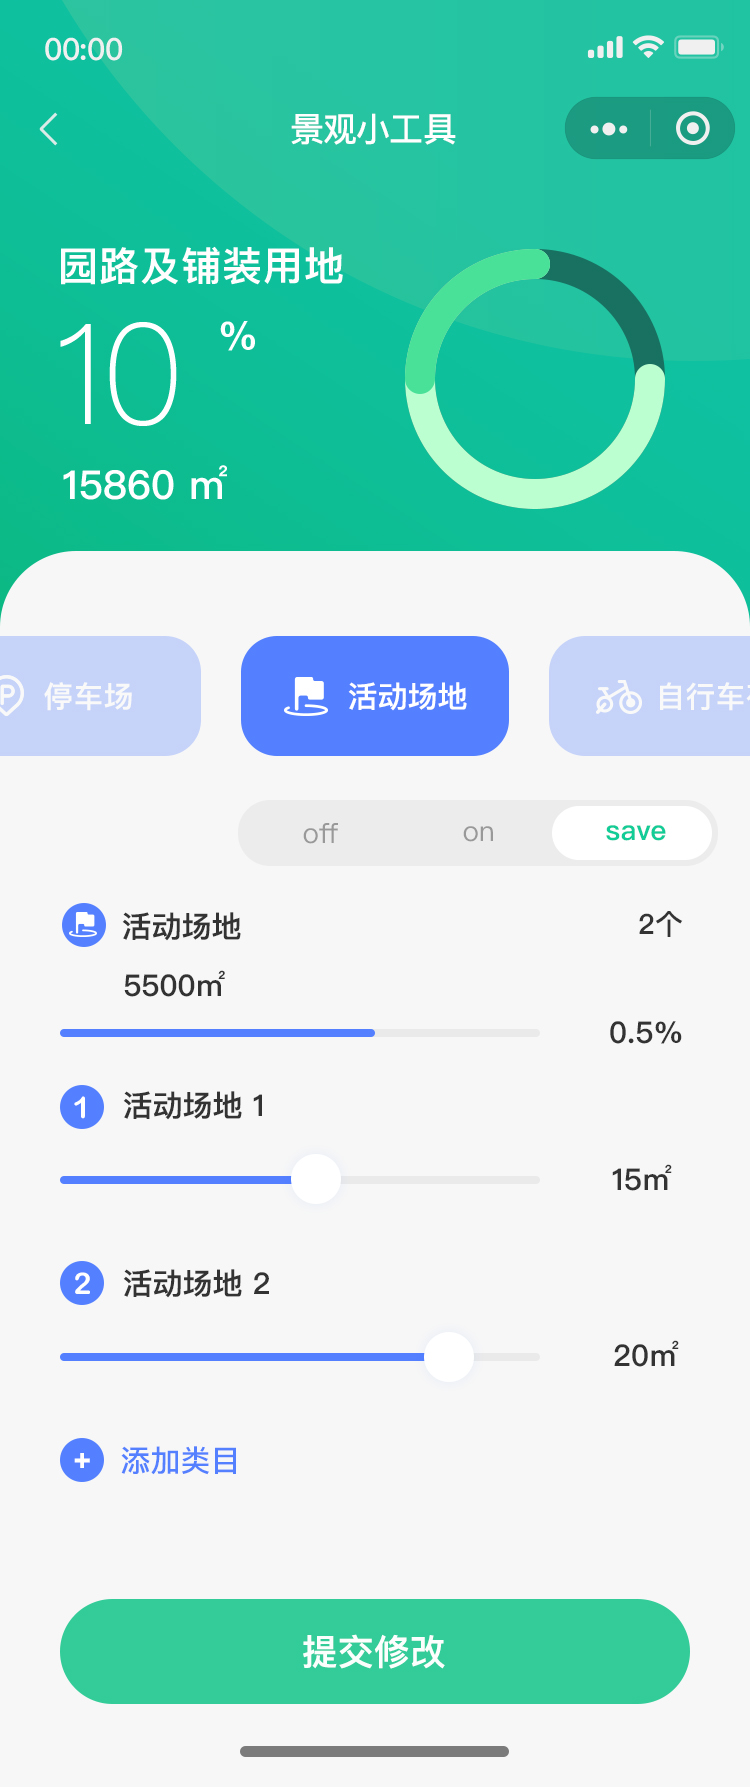 00:00
景观小工具
园路及铺装用地
10 %
15860 ㎡
P 停车场
活动场地
自行车
off
on
save
活动场地
2个
5500㎡
0.5%
1 活动场地 1
15㎡
2 活动场地 2
20㎡
+ 添加类目
提交修改